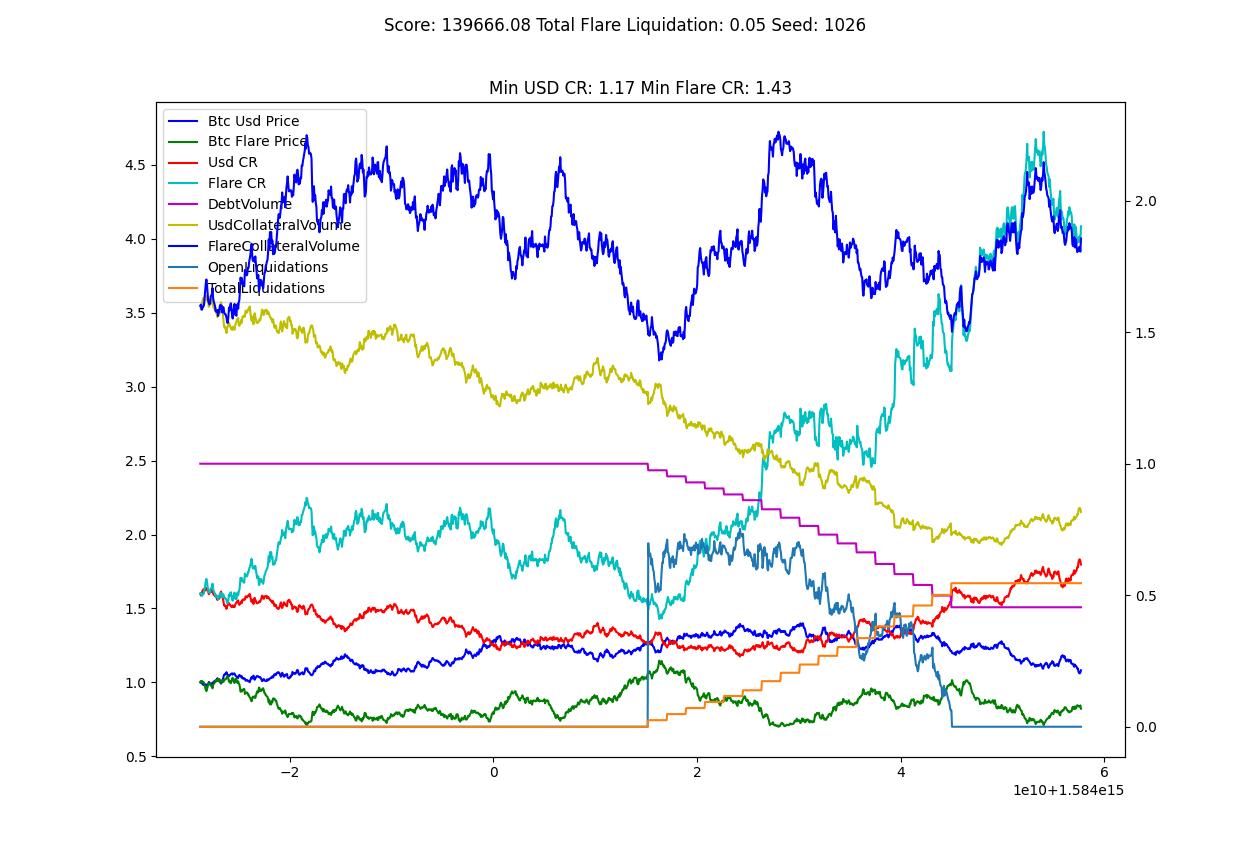 Score: 139666.08 Total Flare Liquidation: 0.05 Seed: 1026
Min USD CR: 1.17 Min Flare CR: 1.43
Btc Usd Price
Btc Flare Price
Usd CR
Flare CR
DebtVolume
UsdCollateralVolume
FlareCollateralVolume
OpenLiquidations
TotalLiquidations
4.5
4.0
3.5
3.0
2.5
2.0
1.5
1.0
0.5
2.0
1.5
1.0
0.5
0.0
−2 0 2 4 6
1e10+1.584e15